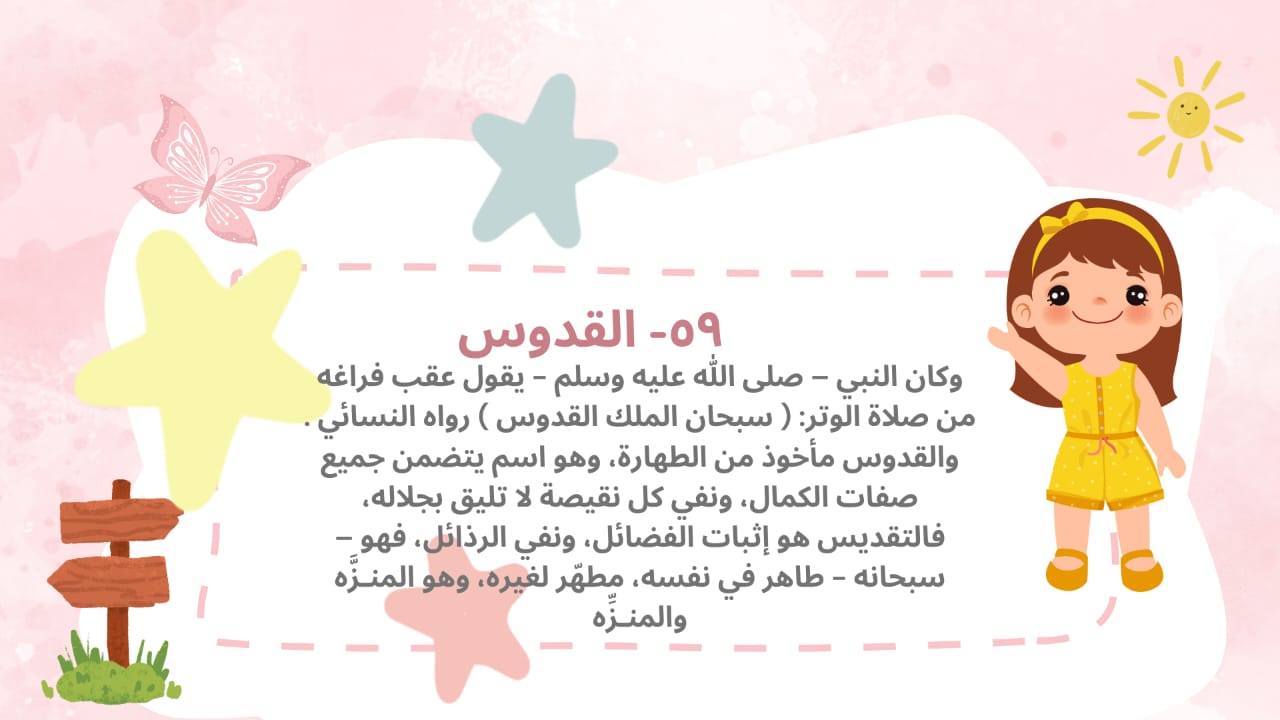 ٥٩- القدوس
وكان النبي – صلى الله عليه وسلم – يقول عقب فراغه
من صلاة الوتر: ( سبحان الملك القدوس ) رواه النسائي .
والقدوس مأخوذ من الطهارة، وهو اسم يتضمن جميع
صفات الكمال، ونفي كل نقيصة لا تليق بجلاله،
فالتقديس هو إثبات الفضائل، ونفي الرذائل، فهو –
سبحانه – طاهر في نفسه، مطهّر لغيره، وهو المنـزَّه
والمنـزِّه